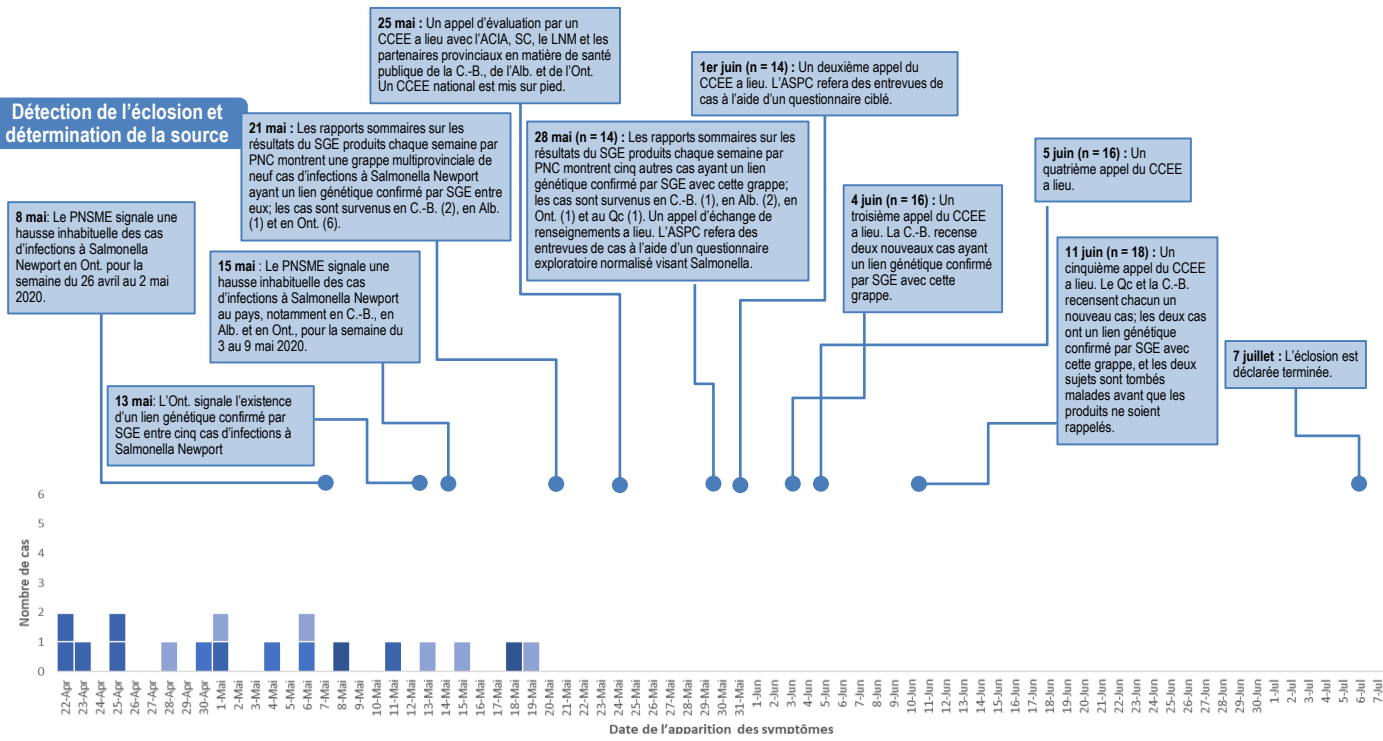 Détection de l'éclosion et
détermination de la source
8 mai: Le PNSME signale une
hausse inhabituelle des cas
d'infections à Salmonella
Newport en Ont. pour la
semaine du 26 avril au 2 mai
2020.
13 mai: L'Ont. signale l'existence
d'un lien génétique confirmé par
SGE entre cinq cas d'infections à
Salmonella Newport
15 mai : Le PNSME signale une
hausse inhabituelle des cas
d'infections à Salmonella Newport
au pays, notamment en C.-B., en
Alb. et en Ont., pour la semaine du
3 au 9 mai 2020.
21 mai : Les rapports sommaires sur les
résultats du SGE produits chaque semaine par
PNC montrent une grappe multiprovinciale de
neuf cas d'infections à Salmonella Newport
ayant un lien génétique confirmé par SGE entre
eux; les cas sont survenus en C.-B. (2), en Alb.
(1) et en Ont. (6).
25 mai : Un appel d'évaluation par un
CCEE a lieu avec l'ACIA, SC, le LNM et les
partenaires provinciaux en matière de santé
publique de la C.-B., de l'Alb. et de l'Ont.
Un CCEE national est mis sur pied.
28 mai (n = 14) : Les rapports sommaires sur les
résultats du SGE produits chaque semaine par
PNC montrent cinq autres cas ayant un lien
génétique confirmé par SGE avec cette grappe;
les cas sont survenus en C.-B. (1), en Alb. (2), en
Ont. (1) et au Qc (1). Un appel d'échange de
renseignements a lieu. L'ASPC refera des
entrevues de cas à l'aide d'un questionnaire
exploratoire normalisé visant Salmonella.
1er juin (n = 14) : Un deuxième appel du
CCEE a lieu. L'ASPC refera des entrevues de
cas à l'aide d'un questionnaire ciblé.
4 juin (n = 16) : Un
troisième appel du CCEE
a lieu. La C.-B. recense
deux nouveaux cas ayant
un lien génétique confirmé
par SGE avec cette
grappe.
5 juin (n = 16) : Un
quatrième appel du CCEE
a lieu.
11 juin (n = 18) : Un
cinquième appel du CCEE
a lieu. Le Qc et la C.-B.
recensent chacun un
nouveau cas; les deux cas
ont un lien génétique
confirmé par SGE avec
cette grappe, et les deux
sujets sont tombés
malades avant que les
produits ne soient
rappelés.
7 juillet : L'éclosion est
déclarée terminée.
Nombre de cas
6
5
4
3
2
1
0
22-Apr
23-Apr
24-Apr
25-Apr
26-Apr
27-Apr
28-Apr
29-Apr
30-Apr
1-Mai
2-Mai
3-Mai
4-Mai
5-Mai
6-Mai
7-Mai
8-Mai
9-Mai
10-Mai
11-Mai
12-Mai
13-Mai
14-Mai
15-Mai
16-Mai
17-Mai
18-Mai
19-Mai
20-Mai
21-Mai
22-Mai
23-Mai
24-Mai
25-Mai
26-Mai
27-Mai
28-Mai
29-Mai
30-Mai
31-Mai
1-Jun
2-Jun
3-Jun
4-Jun
5-Jun
6-Jun
7-Jun
8-Jun
9-Jun
10-Jun
11-Jun
12-Jun
13-Jun
14-Jun
15-Jun
16-Jun
17-Jun
18-Jun
19-Jun
20-Jun
21-Jun
22-Jun
23-Jun
24-Jun
25-Jun
26-Jun
27-Jun
28-Jun
29-Jun
30-Jun
1-Jul
2-Jul
3-Jul
4-Jul
5-Jul
6-Jul
7-Jul
Date de l'apparition des symptômes